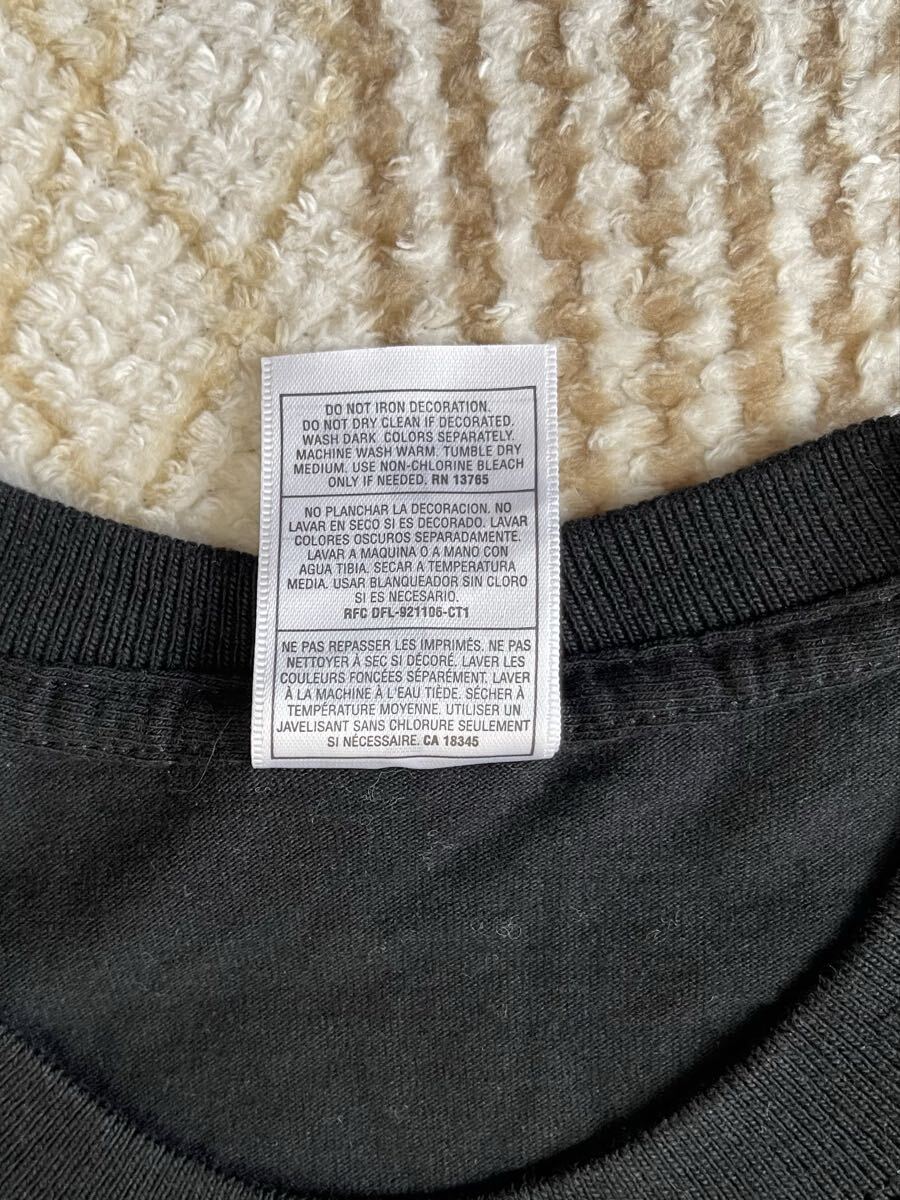 DO NOT IRON DECORATION.
DO NOT DRY CLEAN IF DECORATED.
WASH DARK COLORS SEPARATELY.
MACHINE WASH WARM. TUMBLE DRY
MEDIUM. USE NON-CHLORINE BLEACH
ONLY IF NEEDED. RN 13765
NO PLANCHAR LA DECORACION. NO
LAVAR EN SECO SI ES DECORADO. LAVAR
COLORES OSCUROS SEPARADAMENTE.
LAVAR A MAQUINA O A MANO CON
AGUA TIBIA. SECAR A TEMPERATURA
MEDIA. USAR BLANQUEADOR SIN CLORO
SI ES NECESARIO.
RFC DFL-921106-CT1
NE PAS REPASSER LES IMPRIMÉS. NE PAS
NETTOYER À SEC SI DÉCORÉ. LAVER LES
COULEURS FONCÉES SÉPARÉMENT. LAVER
À LA MACHINE À L'EAU TIÈDE. SÉCHER À
TEMPÉRATURE MOYENNE. UTILISER UN
JAVELISANT SANS CHLORURE SEULEMENT
SI NÉCESSAIRE. CA 18345